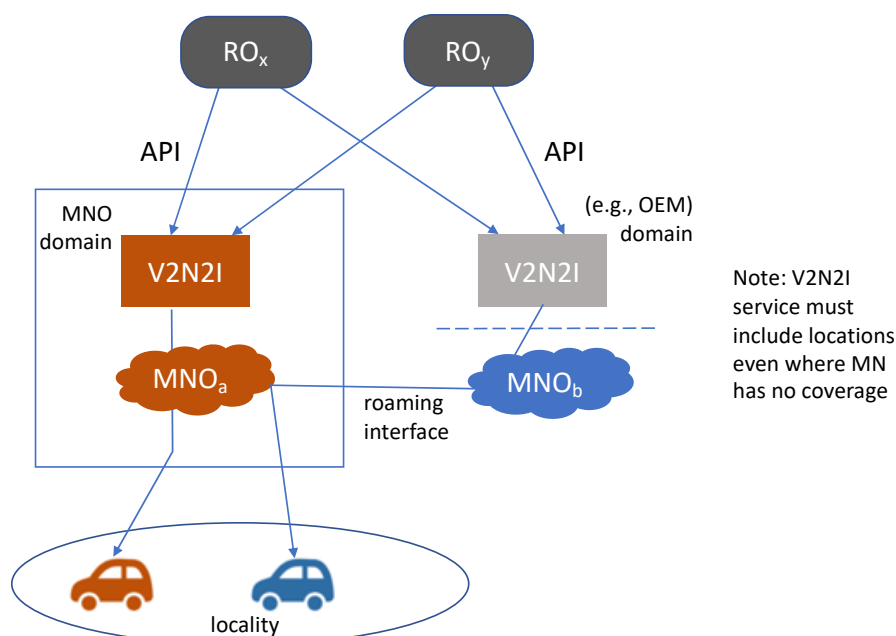 ROx
ROy
API
API
MNO
domain
(e.g., OEM)
domain
V2N2I
V2N2I
Note: V2N2I
service must
include locations
even where MN
has no coverage
MNOa
MNOb
roaming
interface
locality